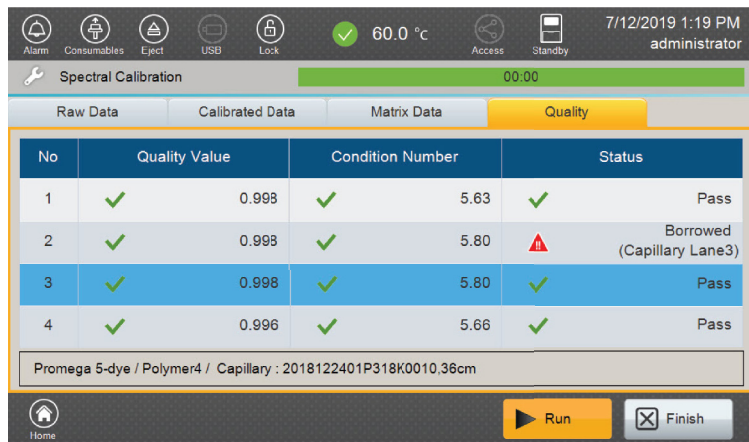 7/12/2019 1:19 PM
60.0 °c
administrator
Alarm Consumables Eject USB Lock Access Standby
Spectral Calibration 00:00
Raw Data Calibrated Data Matrix Data Quality
No Quality Value Condition Number Status
1 0.998 5.63 Pass
2 0.998 5.80 Borrowed
(Capillary Lane3)
3 0.998 5.80 Pass
4 0.996 5.66 Pass
Promega 5-dye / Polymer4 / Capillary : 2018122401P318K0010,36cm
Run Finish
Home